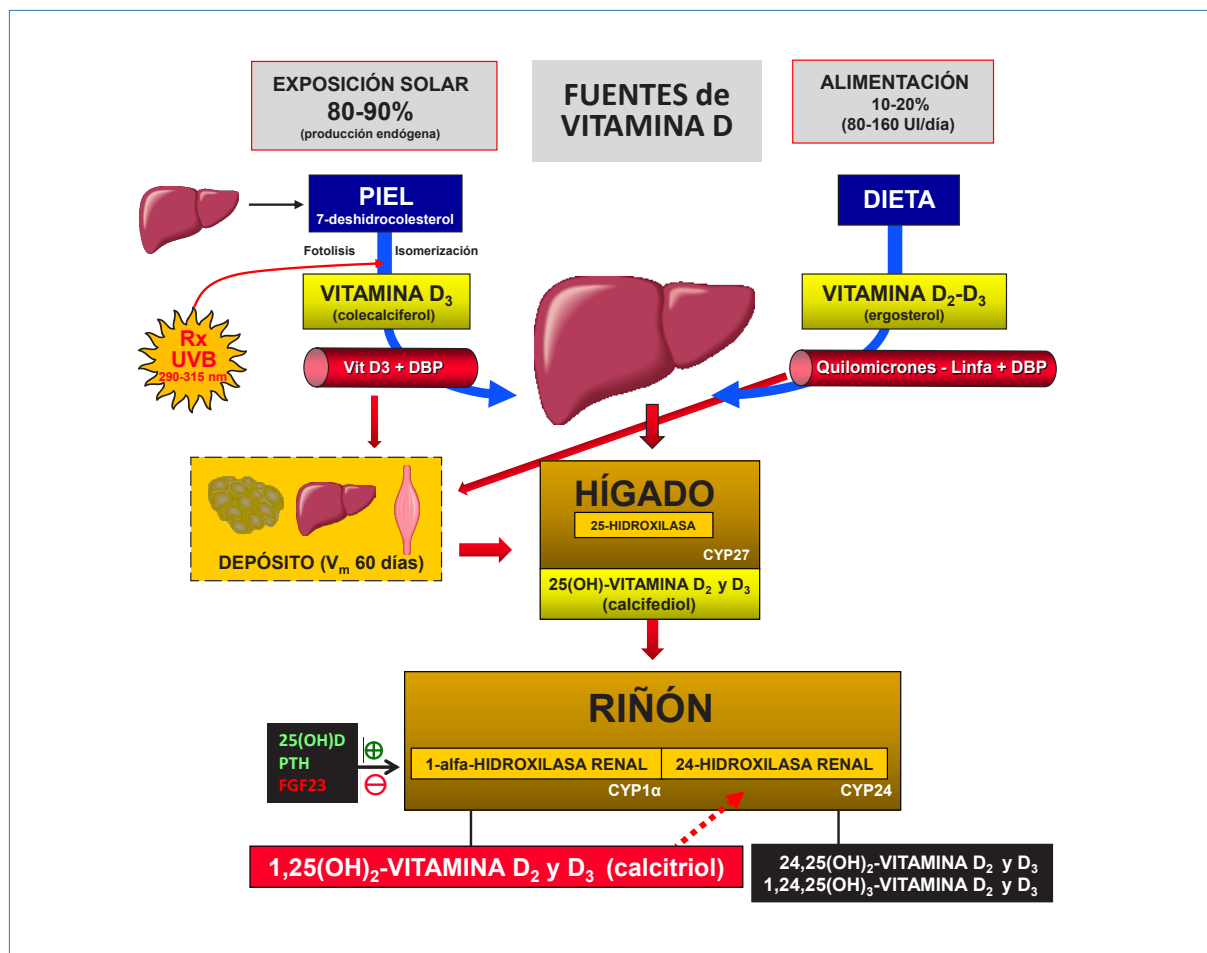 EXPOSICIÓN SOLAR
80-90%
(producción endógena)
FUENTES de
VITAMINA D
ALIMENTACIÓN
10-20%
(80-160 UI/día)
PIEL
7-deshidrocolesterol
DIETA
Fotolisis
Isomerización
VITAMINA D₃
(colecalciferol)
VITAMINA D₂-D₃
(ergosterol)
Rx
UVB
290-315 nm
Vit D3 + DBP
Quilomicrones - Linfa + DBP
DEPÓSITO (Vₘ 60 días)
HÍGADO
25-HIDROXILASA
CYP27
25(OH)-VITAMINA D₂ y D₃
(calcifediol)
RIÑÓN
25(OH)D
PTH
FGF23
1-alfa-HIDROXILASA RENAL
24-HIDROXILASA RENAL
CYP1α
CYP24
1,25(OH)₂-VITAMINA D₂ y D₃ (calcitriol)
24,25(OH)₂-VITAMINA D₂ y D₃
1,24,25(OH)₃-VITAMINA D₂ y D₃